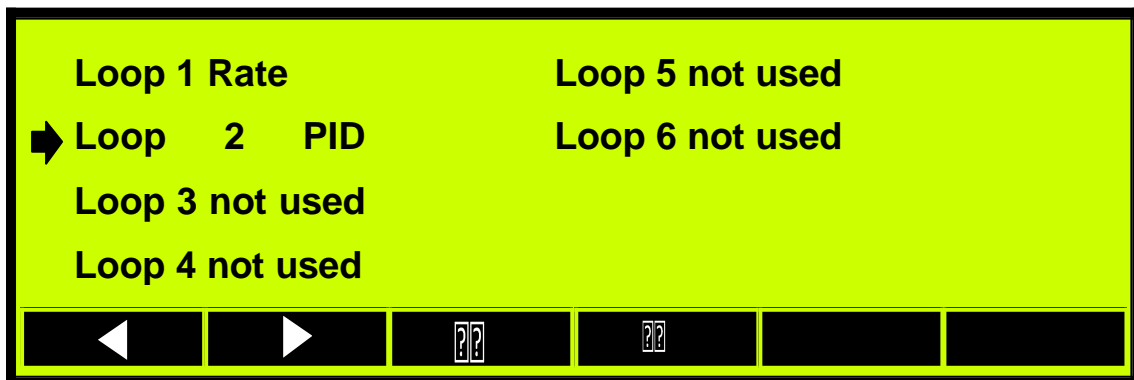 Loop 1 Rate
Loop 2 PID
Loop 3 not used
Loop 4 not used
Loop 5 not used
Loop 6 not used